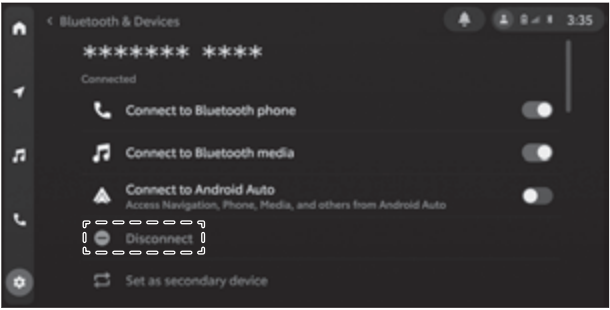 < Bluetooth & Devices
3:35
******* ****
Connected
Connect to Bluetooth phone
Connect to Bluetooth media
Connect to Android Auto
Access Navigation, Phone, Media, and others from Android Auto
Disconnect
Set as secondary device